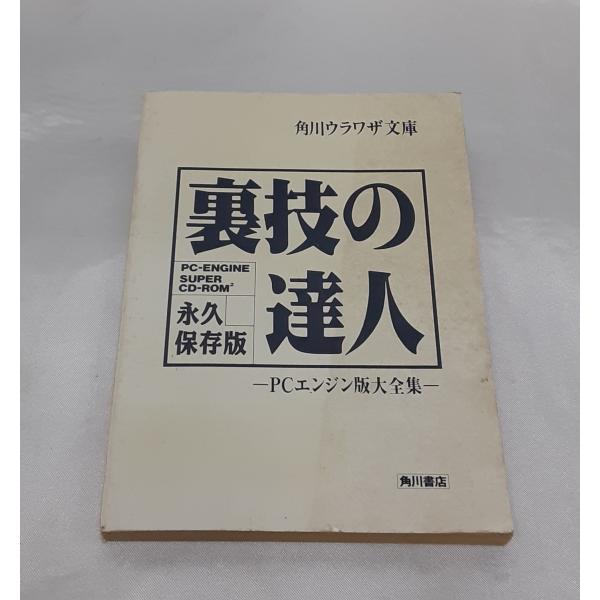 角川ウラワザ文庫
裏技の
達人
PC-ENGINE
SUPER
CD-ROM²
永久
保存版
—PCエンジン版大全集—
角川書店